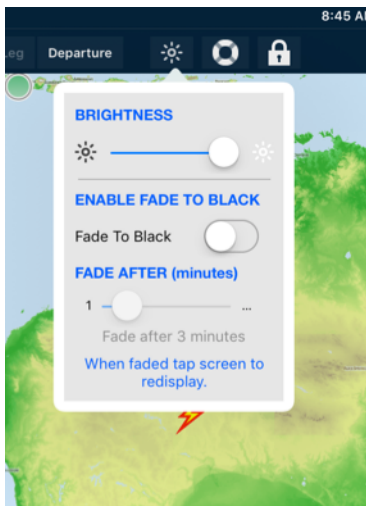 8:45 AM
Leg Departure
BRIGHTNESS
ENABLE FADE TO BLACK
Fade To Black
FADE AFTER (minutes)
1 ...
Fade after 3 minutes
When faded tap screen to
redisplay.